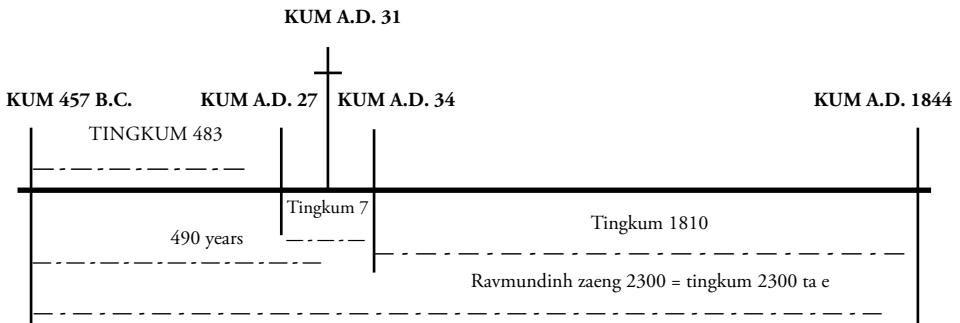 KUM A.D. 31
KUM 457 B.C. KUM A.D. 27 KUM A.D. 34 KUM A.D. 1844
TINGKUM 483
Tingkum 7
490 years Tingkum 1810
Ravmundinh zaeng 2300 = tingkum 2300 ta e